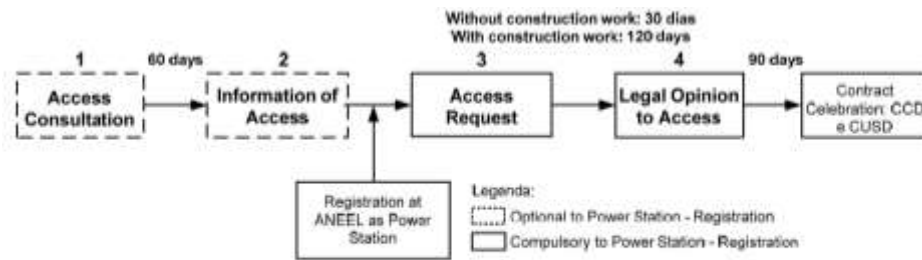 Without construction work: 30 dias
With construction work: 120 days
1
60 days
2
3
4
90 days
Access
Consultation
Information of
Access
Access
Request
Legal Opinion
to Access
Contract
Celebration: CCD
e CUSD
Registration at
ANEEL as Power
Station
Legenda:
Optional to Power Station - Registration
Compulsory to Power Station - Registration